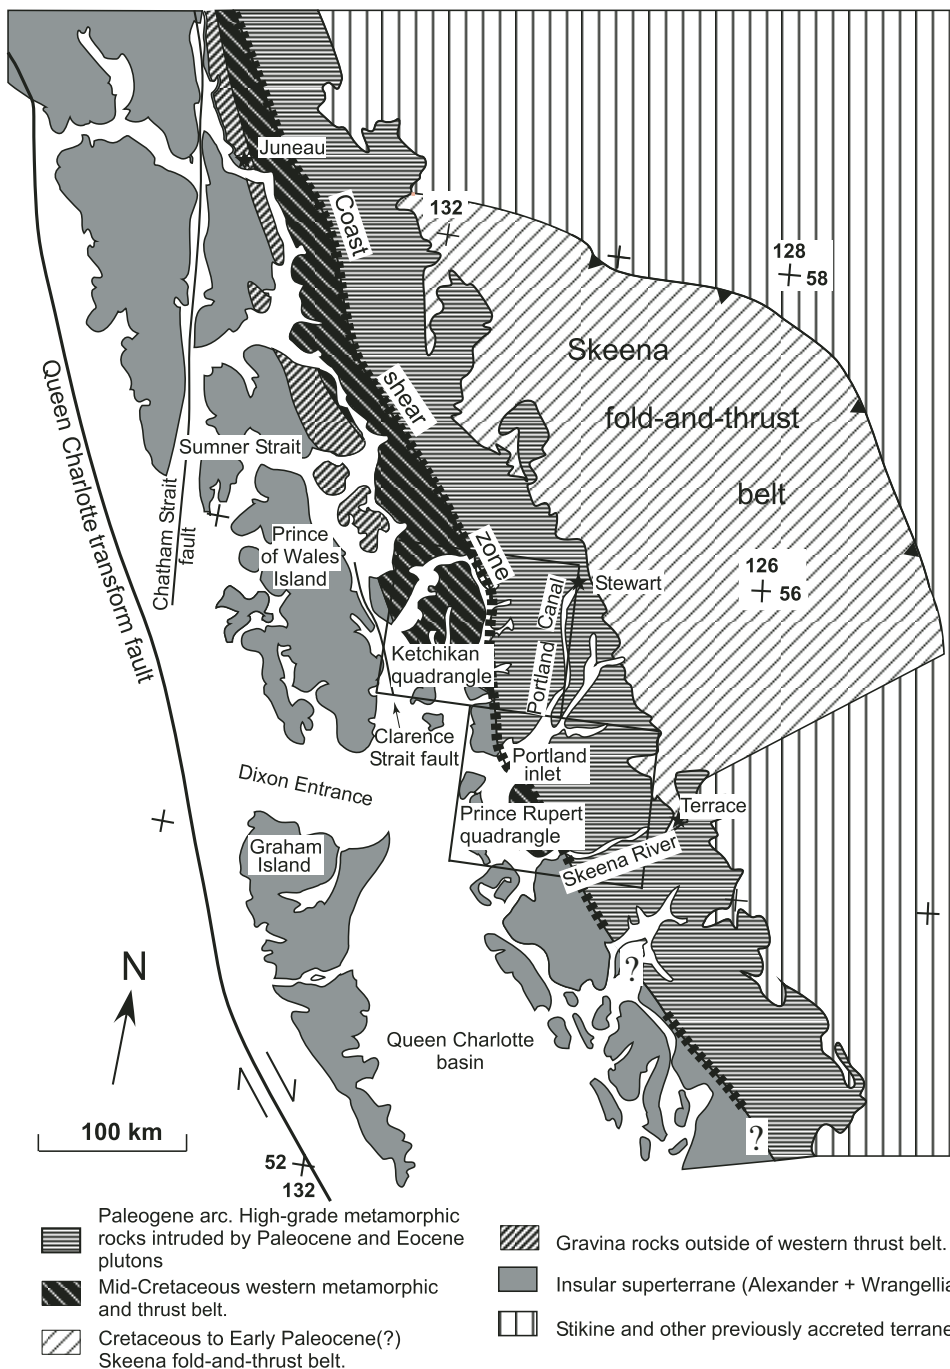 Juneau
132
Coast
128
58
Skeena
fold-and-thrust
belt
shear
Queen Charlotte transform fault
Sumner Strait
Chatham Strait
fault
Prince
of Wales
Island
zone
126
56
Stewart
Portland Canal
Ketchikan
quadrangle
Clarence
Strait fault
Portland
inlet
Dixon Entrance
Prince Rupert
quadrangle
Terrace
Graham
Island
Skeena River
?
N
Queen Charlotte
basin
100 km
?
52
132
Paleogene arc. High-grade metamorphic
rocks intruded by Paleocene and Eocene
plutons
Mid-Cretaceous western metamorphic
and thrust belt.
Cretaceous to Early Paleocene(?)
Skeena fold-and-thrust belt.
Gravina rocks outside of western thrust belt.
Insular superterrane (Alexander + Wrangellia
Stikine and other previously accreted terrane